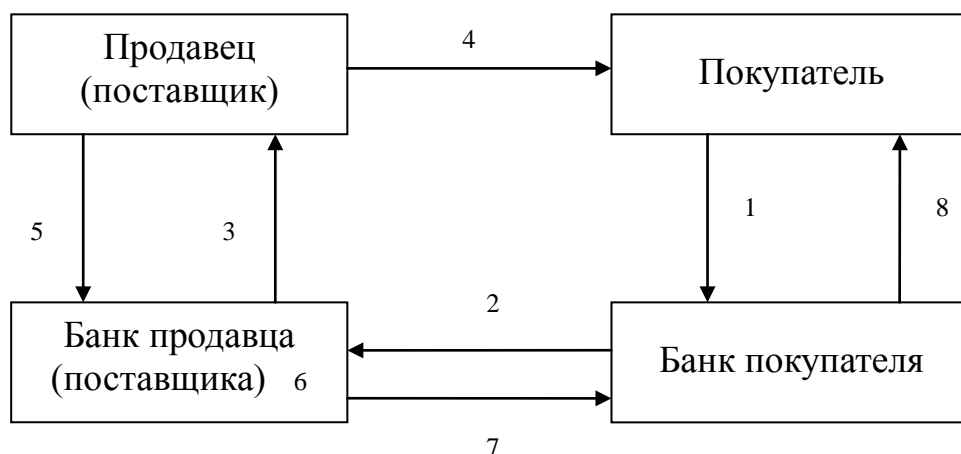 Продавец
(поставщик)
4
Покупатель
5
3
1
8
2
Банк продавца
(поставщика) 6
Банк покупателя
7